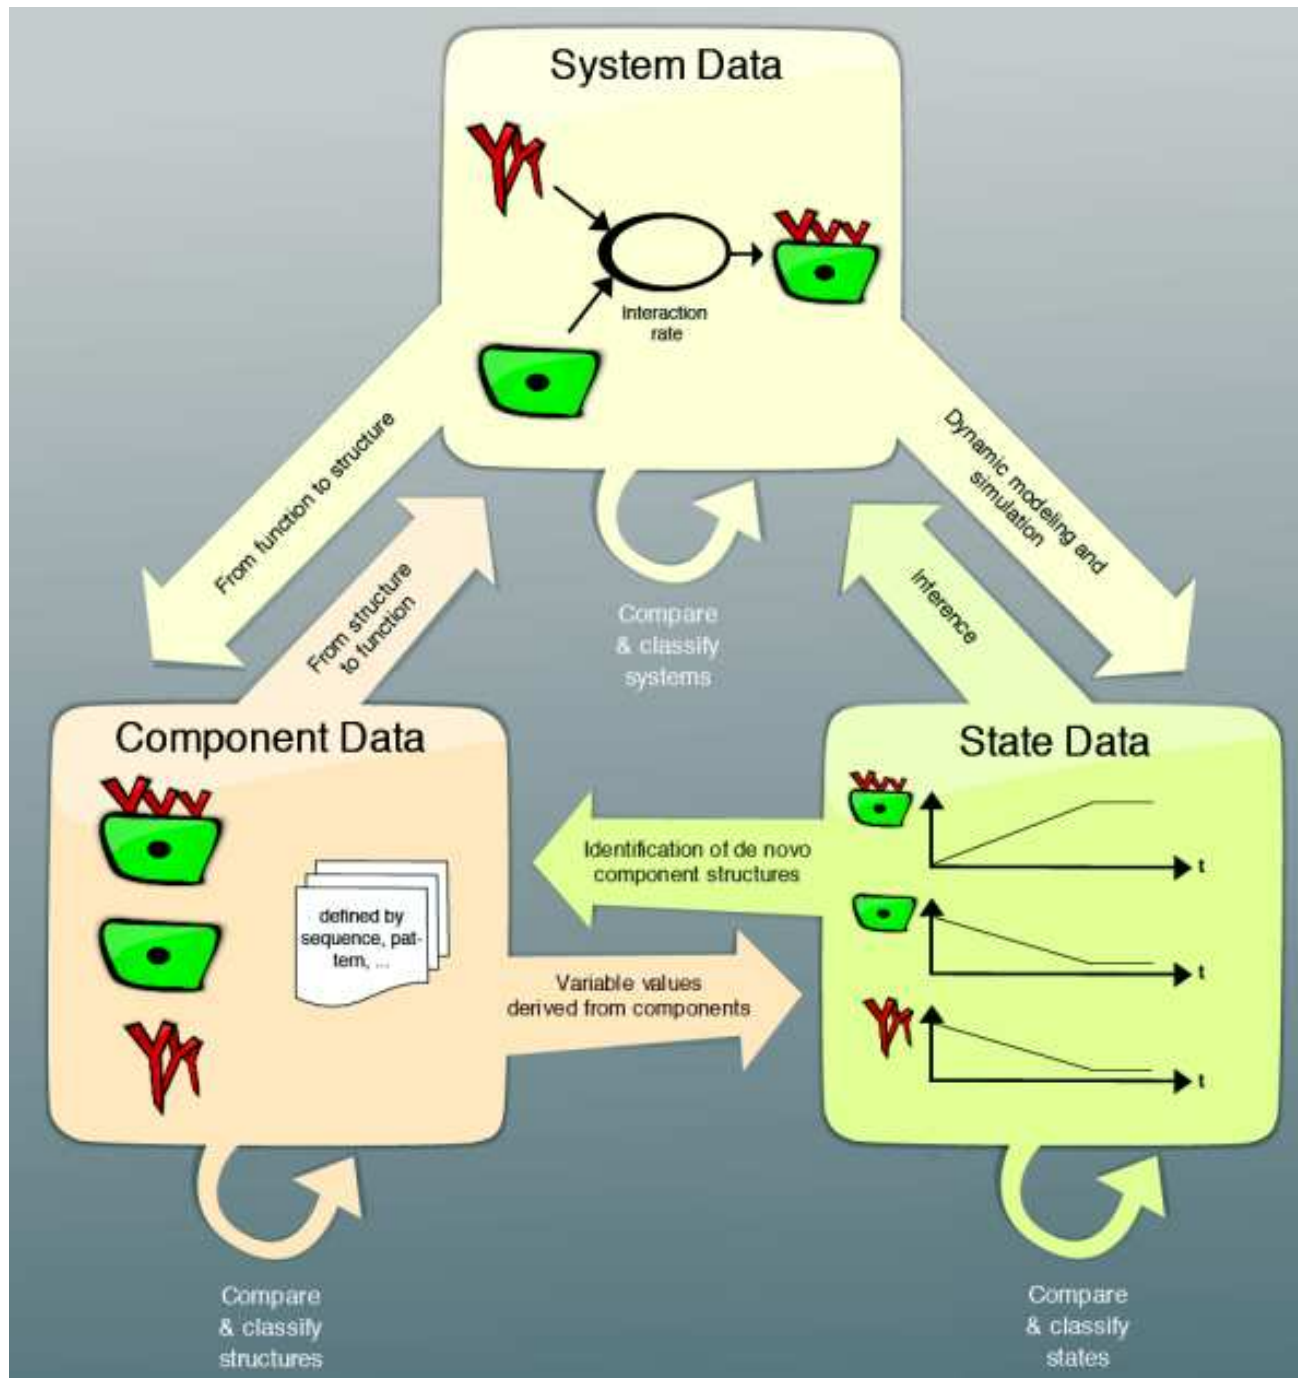 System Data
Interaction
rate
From function to structure
From structure
to function
Dynamic modeling and
simulation
Inference
Compare
& classify
systems
Component Data
defined by
sequence, pat-
tern, ...
State Data
t
t
t
Identification of de novo
component structures
Variable values
derived from components
Compare
& classify
structures
Compare
& classify
states